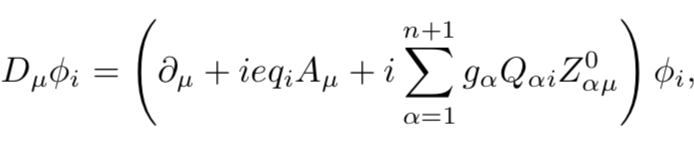 $$D_\mu \phi_i = \left( \partial_\mu + ieq_i A_\mu + i \sum_{\alpha=1}^{n+1} g_\alpha Q_{\alpha i} Z^0_{\alpha\mu} \right) \phi_i,$$